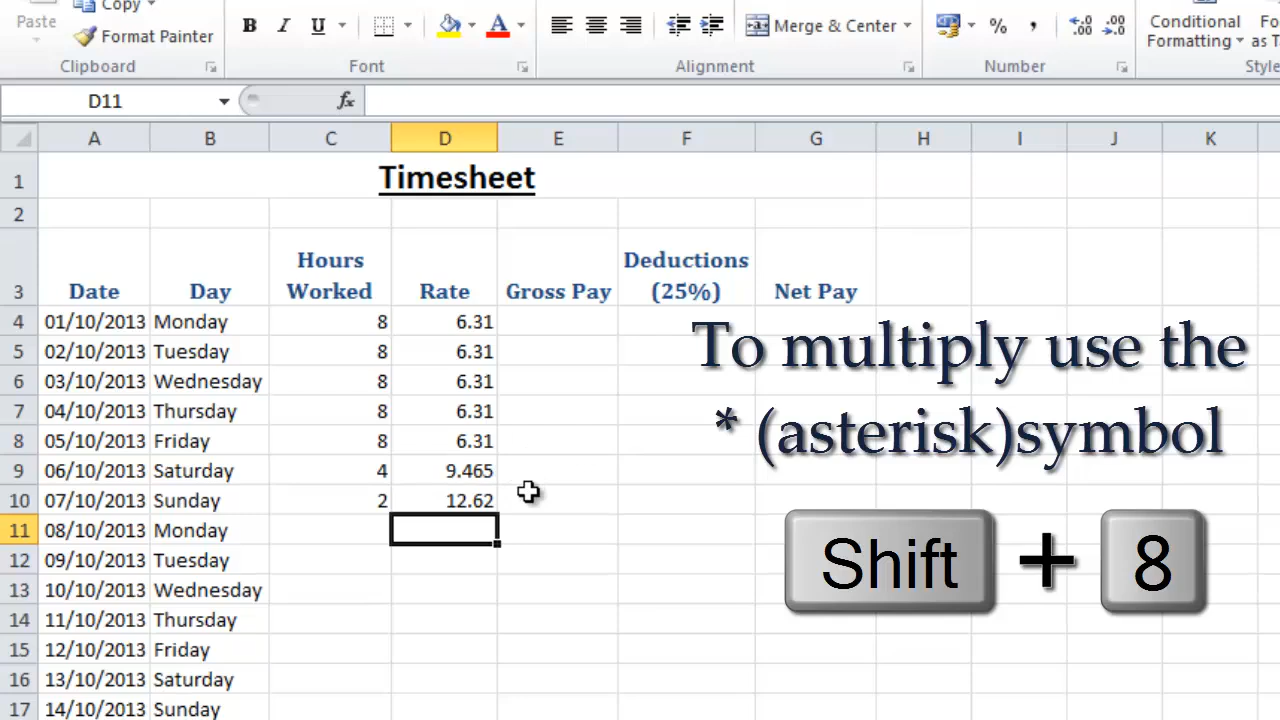 Copy
Paste
Format Painter
B I U
A
Merge & Center
%
,
Conditional
Formatting
as
Clipboard
Font
Alignment
Number
D11
fx
A B C D E F G H I J K
1 Timesheet
2
Hours Deductions
3 Date Day Worked Rate Gross Pay (25%) Net Pay
4 01/10/2013 Monday 8 6.31
5 02/10/2013 Tuesday 8 6.31
6 03/10/2013 Wednesday 8 6.31
7 04/10/2013 Thursday 8 6.31
8 05/10/2013 Friday 8 6.31
9 06/10/2013 Saturday 4 9.465
10 07/10/2013 Sunday 2 12.62
11 08/10/2013 Monday
12 09/10/2013 Tuesday
13 10/10/2013 Wednesday
14 11/10/2013 Thursday
15 12/10/2013 Friday
16 13/10/2013 Saturday
17 14/10/2013 Sunday
To multiply use the
* (asterisk)symbol
Shift + 8